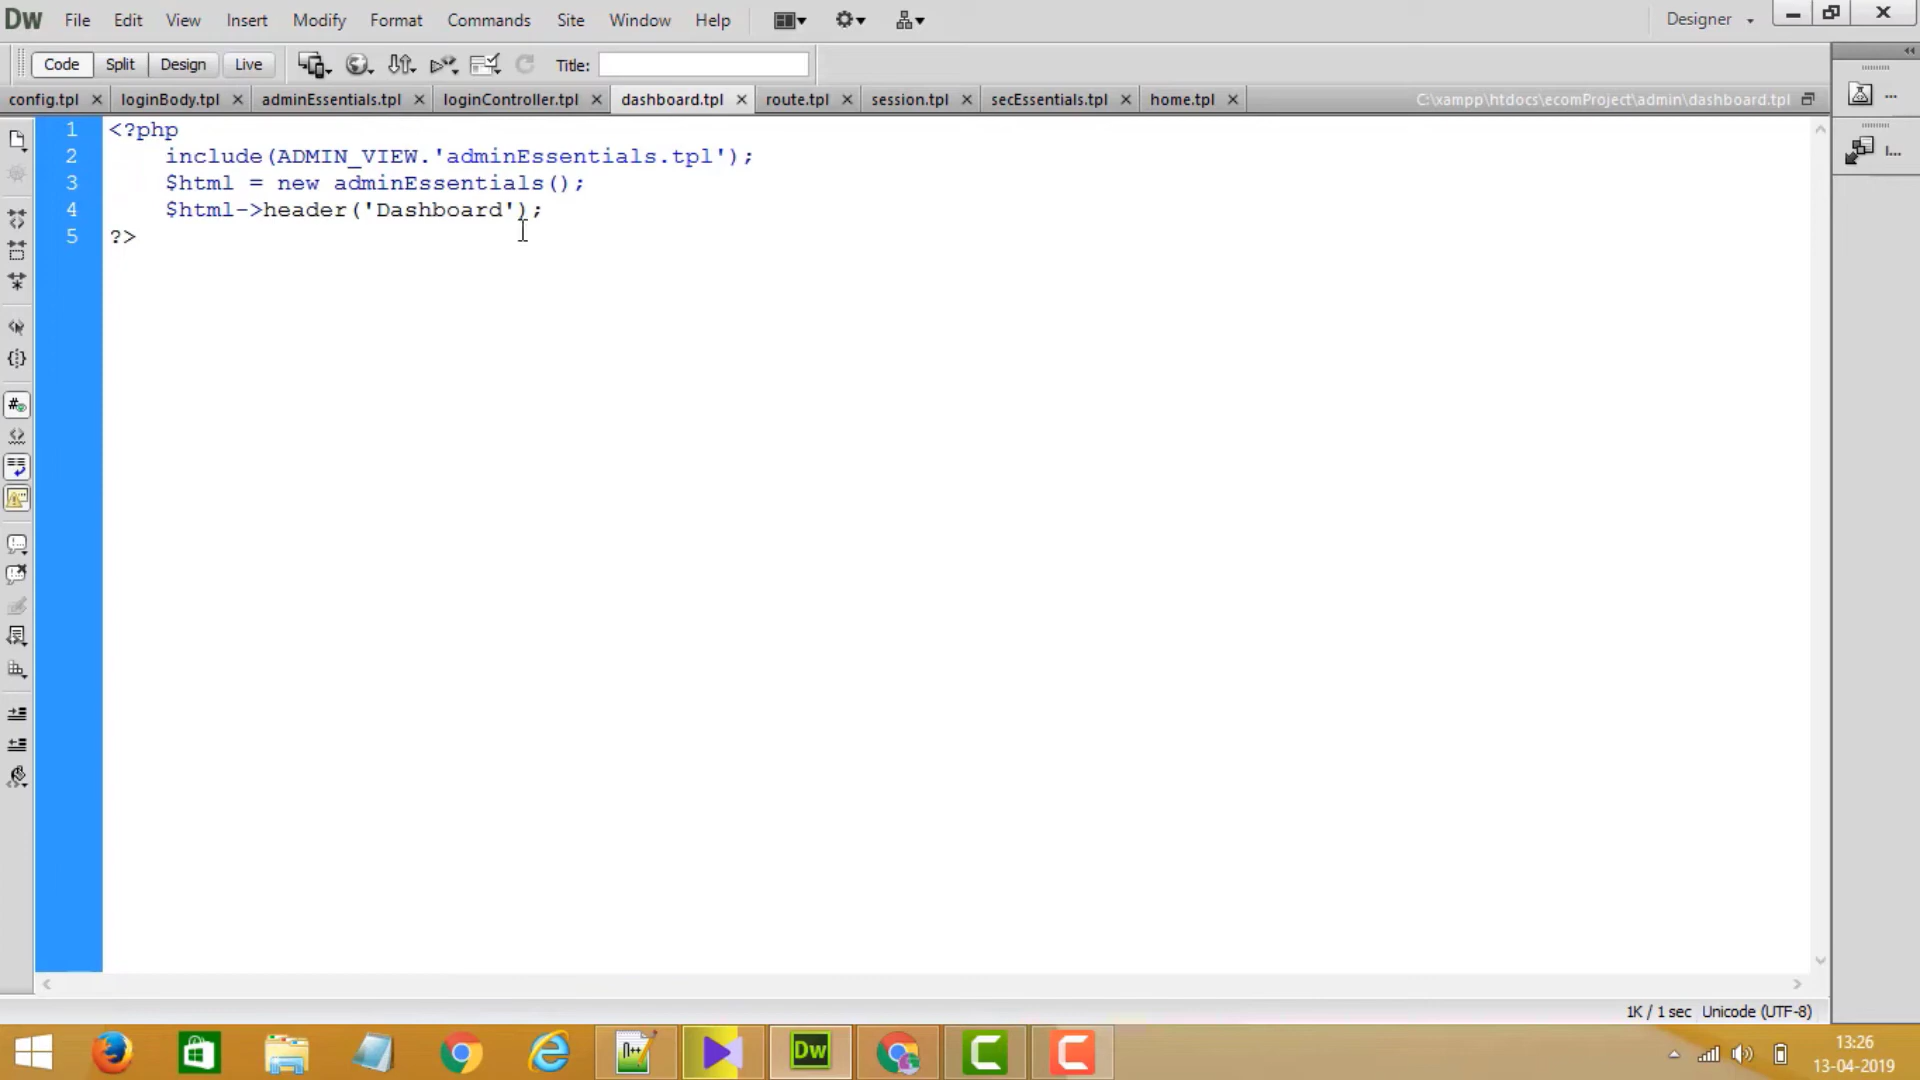 Dw File Edit View Insert Modify Format Commands Site Window Help Designer
Code Split Design Live Title:
config.tpl loginBody.tpl adminEssentials.tpl loginController.tpl dashboard.tpl route.tpl session.tpl secEssentials.tpl home.tpl C:\xampp\htdocs\ecomProject\admin\dashboard.tpl
...
I...
1 <?php
2 include(ADMIN_VIEW.'adminEssentials.tpl');
3 $html = new adminEssentials();
4 $html->header('Dashboard');
5 ?>
1K / 1 sec Unicode (UTF-8)
Dw
13:26
13-04-2019